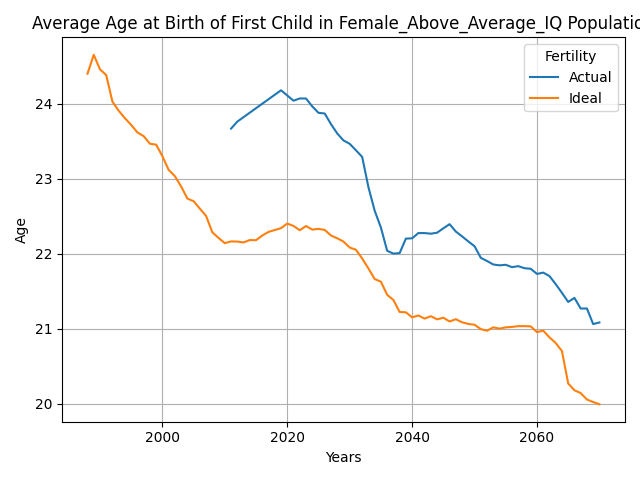 Average Age at Birth of First Child in Female_Above_Average_IQ Populatio
Fertility
Actual
Ideal
24
23
22
21
20
Age
2000
2020
2040
2060
Years